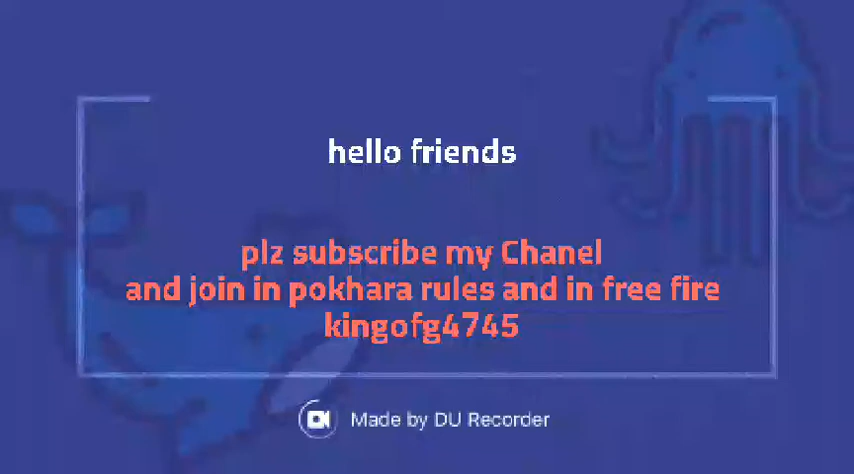 hello friends
plz subscribe my Chanel
and join in pokhara rules and in free fire
kingofg4745
Made by DU Recorder